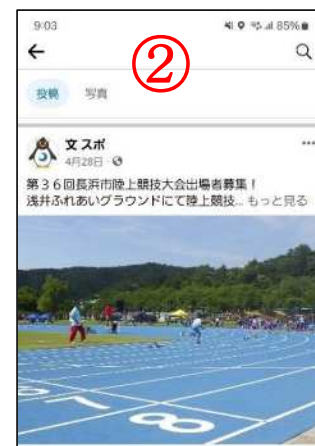 9:03
85%
②
投稿 写真
文 スポ
4月28日
第３６回長浜市陸上競技大会出場者募集！
浅井ふれあいグラウンドにて陸上競技... もっと見る
7 8